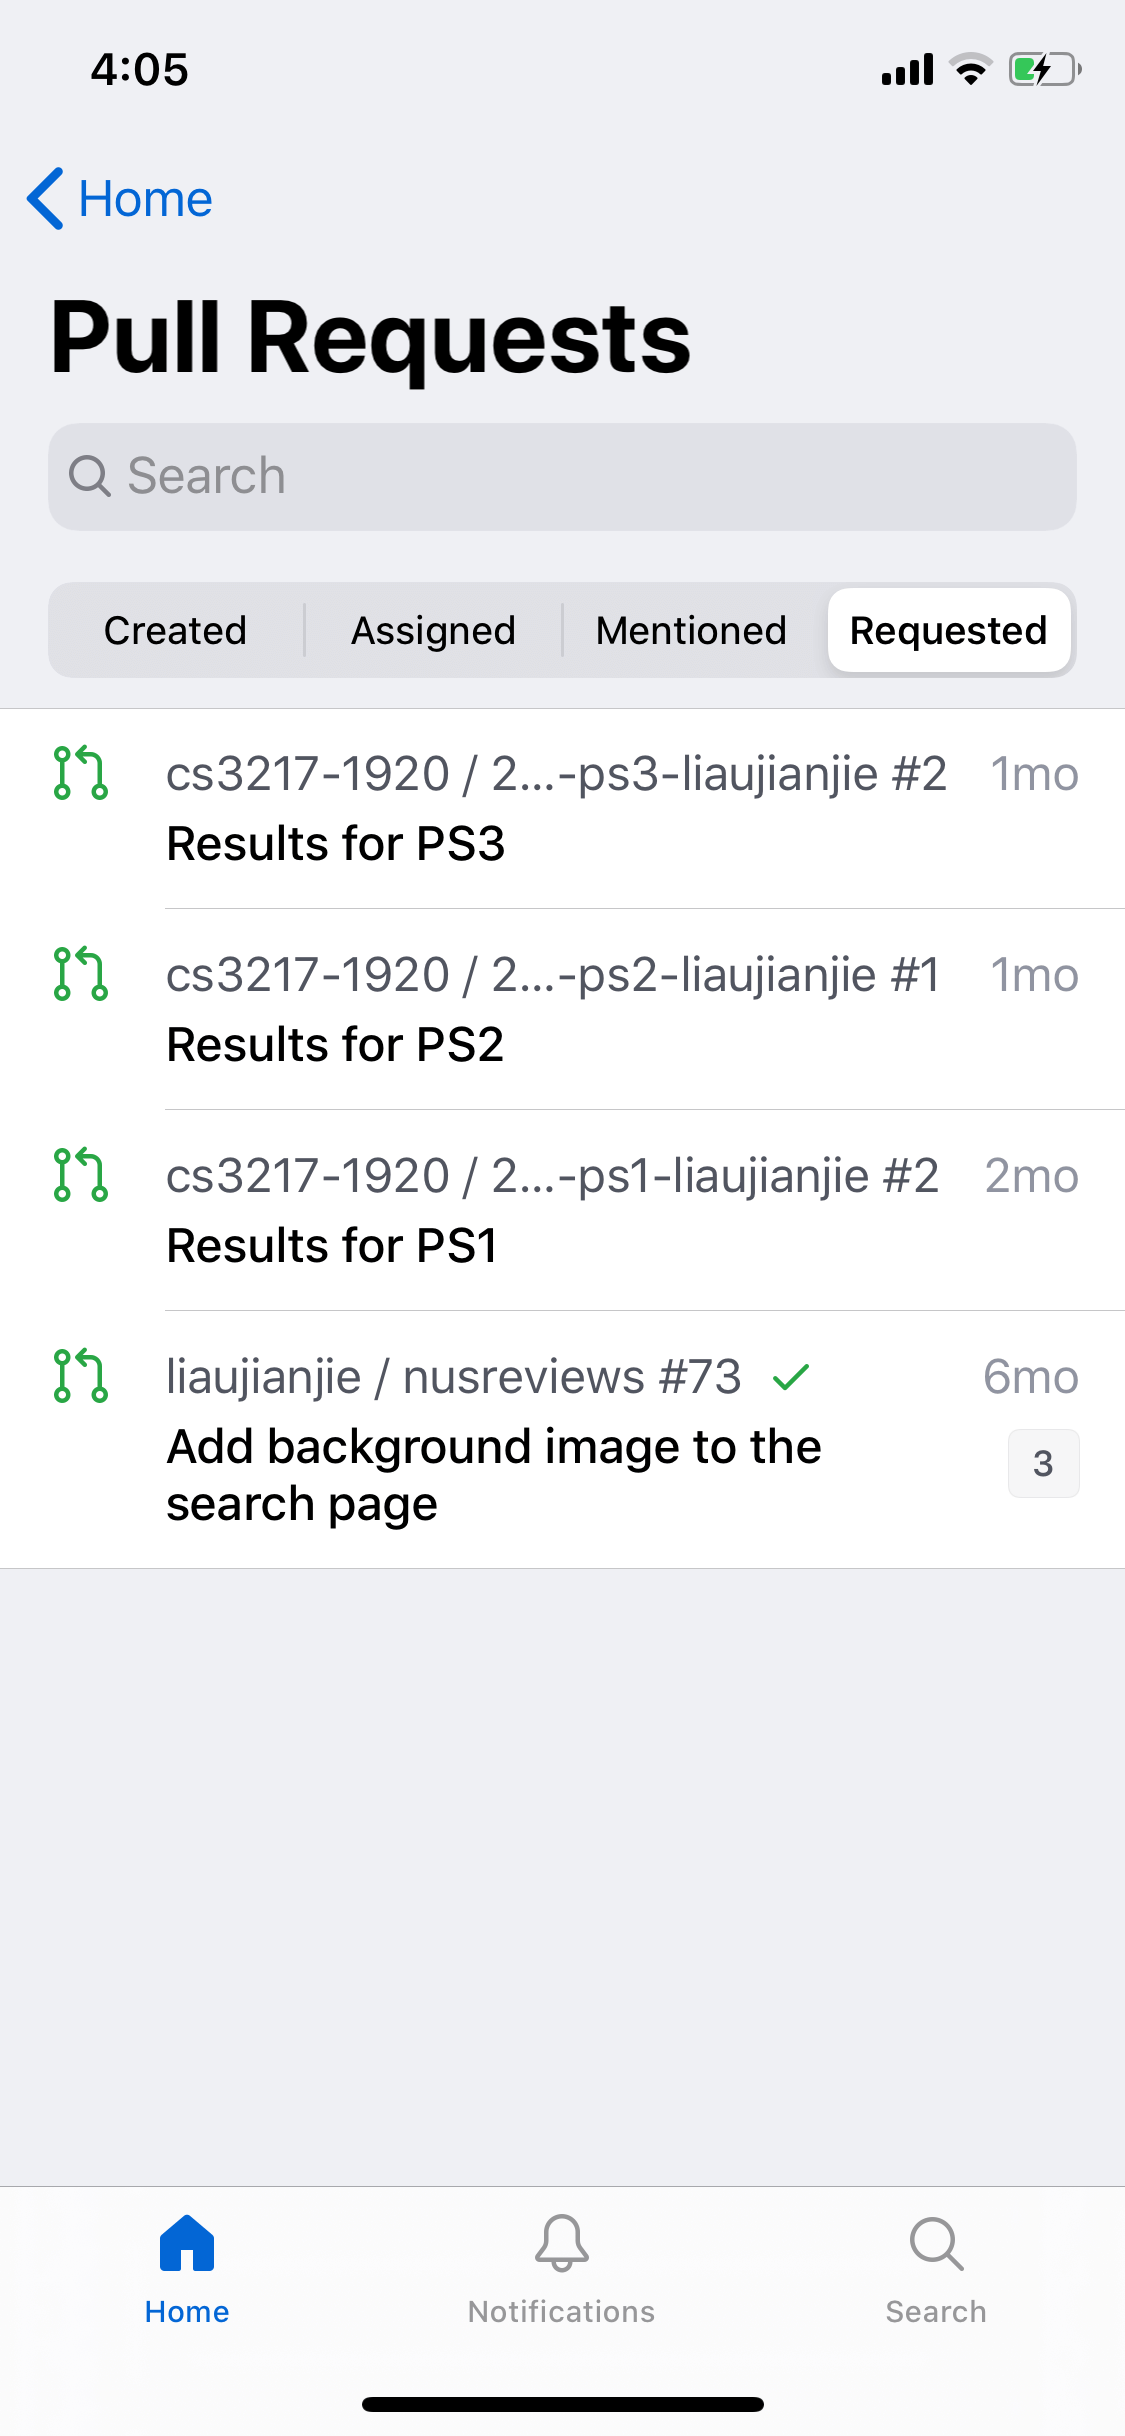 4:05
Home
Pull Requests
Search
Created Assigned Mentioned Requested
cs3217-1920 / 2...-ps3-liaujianjie #2 1mo
Results for PS3
cs3217-1920 / 2...-ps2-liaujianjie #1 1mo
Results for PS2
cs3217-1920 / 2...-ps1-liaujianjie #2 2mo
Results for PS1
liaujianjie / nusreviews #73 6mo
Add background image to the 3
search page
Home Notifications Search